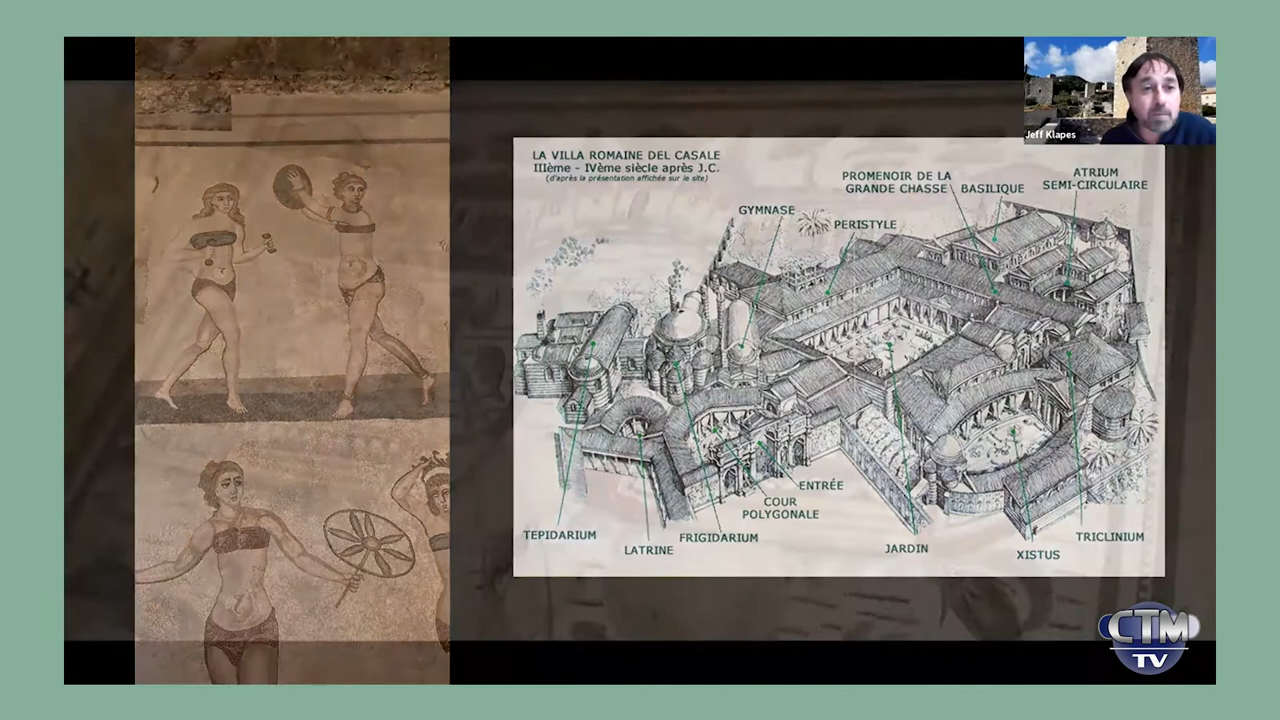 Jeff Klapes
LA VILLA ROMAINE DEL CASALE
IIIème - IVème siècle après J.C.
(d'après la présentation affichée sur le site)
PROMENOIR DE LA
GRANDE CHASSE
BASILIQUE
ATRIUM
SEMI-CIRCULAIRE
GYMNASE
PERISTYLE
ENTRÉE
COUR
POLYGONALE
TEPIDARIUM
LATRINE
FRIGIDARIUM
JARDIN
XISTUS
TRICLINIUM
CTM
TV